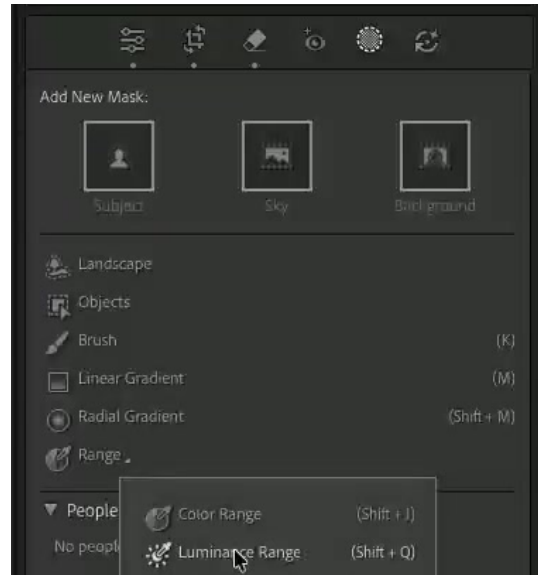 Add New Mask:
Subject Sky Background
Landscape
Objects
Brush (K)
Linear Gradient (M)
Radial Gradient (Shift + M)
Range
People
Color Range (Shift + J)
No peopl
Luminance Range (Shift + Q)